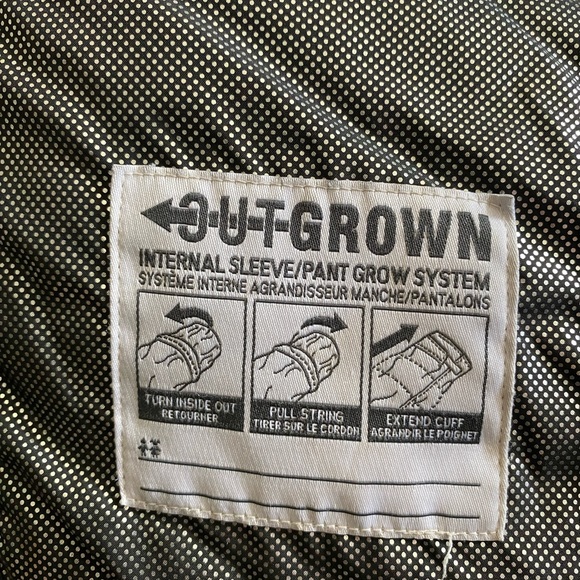 OUTGROWN
INTERNAL SLEEVE/PANT GROW SYSTEM
SYSTÈME INTERNE AGRANDISSEUR MANCHE/PANTALONS
TURN INSIDE OUT
RETOURNER
PULL STRING
TIRER SUR LE CORDON
EXTEND CUFF
AGRANDIR LE POIGNET